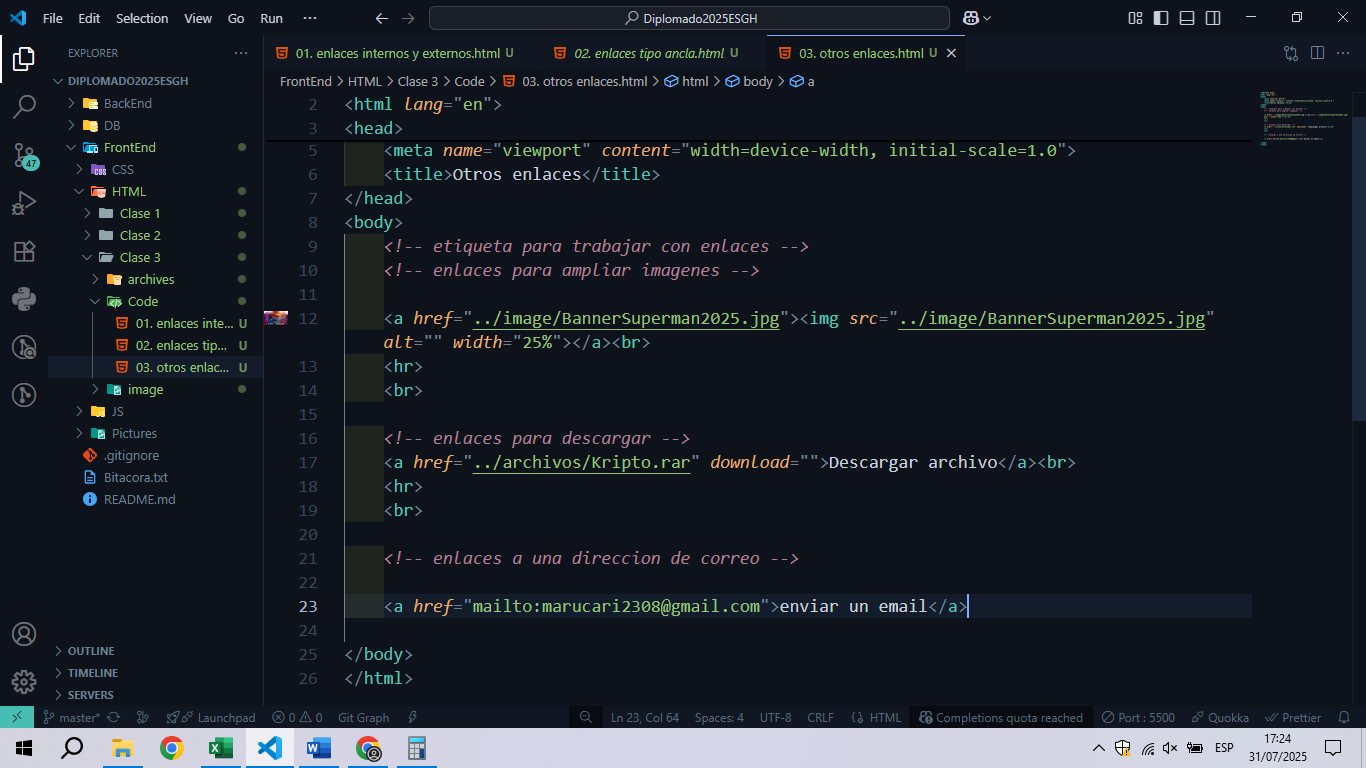 File Edit Selection View Go Run ··· Diplomado2025ESGH
EXPLORER ···
DIPLOMADO2025ESGH
BackEnd
DB
FrontEnd
CSS
HTML
Clase 1
Clase 2
Clase 3
archives
Code
01. enlaces inte... U
02. enlaces tip... U
03. otros enlac... U
image
JS
Pictures
.gitignore
Bitacora.txt
README.md
OUTLINE
TIMELINE
SERVERS
47
01. enlaces internos y externos.html U 02. enlaces tipo ancla.html U 03. otros enlaces.html U
FrontEnd > HTML > Clase 3 > Code > 03. otros enlaces.html > html > body > a
2 <html lang="en">
3 <head>
5 <meta name="viewport" content="width=device-width, initial-scale=1.0">
6 <title>Otros enlaces</title>
7 </head>
8 <body>
9 <!-- etiqueta para trabajar con enlaces -->
10 <!-- enlaces para ampliar imagenes -->
11
12 <a href="../image/BannerSuperman2025.jpg"><img src="../image/BannerSuperman2025.jpg"
alt="" width="25%"></a><br>
13 <hr>
14 <br>
15
16 <!-- enlaces para descargar -->
17 <a href="../archivos/Kripto.rar" download="">Descargar archivo</a><br>
18 <hr>
19 <br>
20
21 <!-- enlaces a una direccion de correo -->
22
23 <a href="mailto:marucari2308@gmail.com">enviar un email</a>
24
25 </body>
26 </html>
master* Launchpad 0 0 Git Graph Ln 23, Col 64 Spaces: 4 UTF-8 CRLF {} HTML Completions quota reached Port : 5500 Quokka Prettier
ESP 17:24
31/07/2025